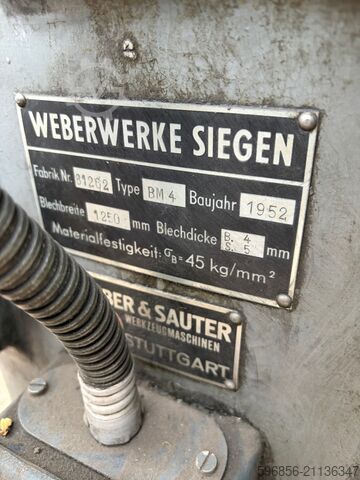 WEBERWERKE SIEGEN
Fabrik Nr. 31262 Type BM 4 Baujahr 1952
Blechbreite 1250 mm Blechdicke B. 4 S. 5 mm
Materialfestigkeit: σB = 45 kg/mm²
BER & SAUTER
WERKZEUGMASCHINEN
STUTTGART
596856-21136347